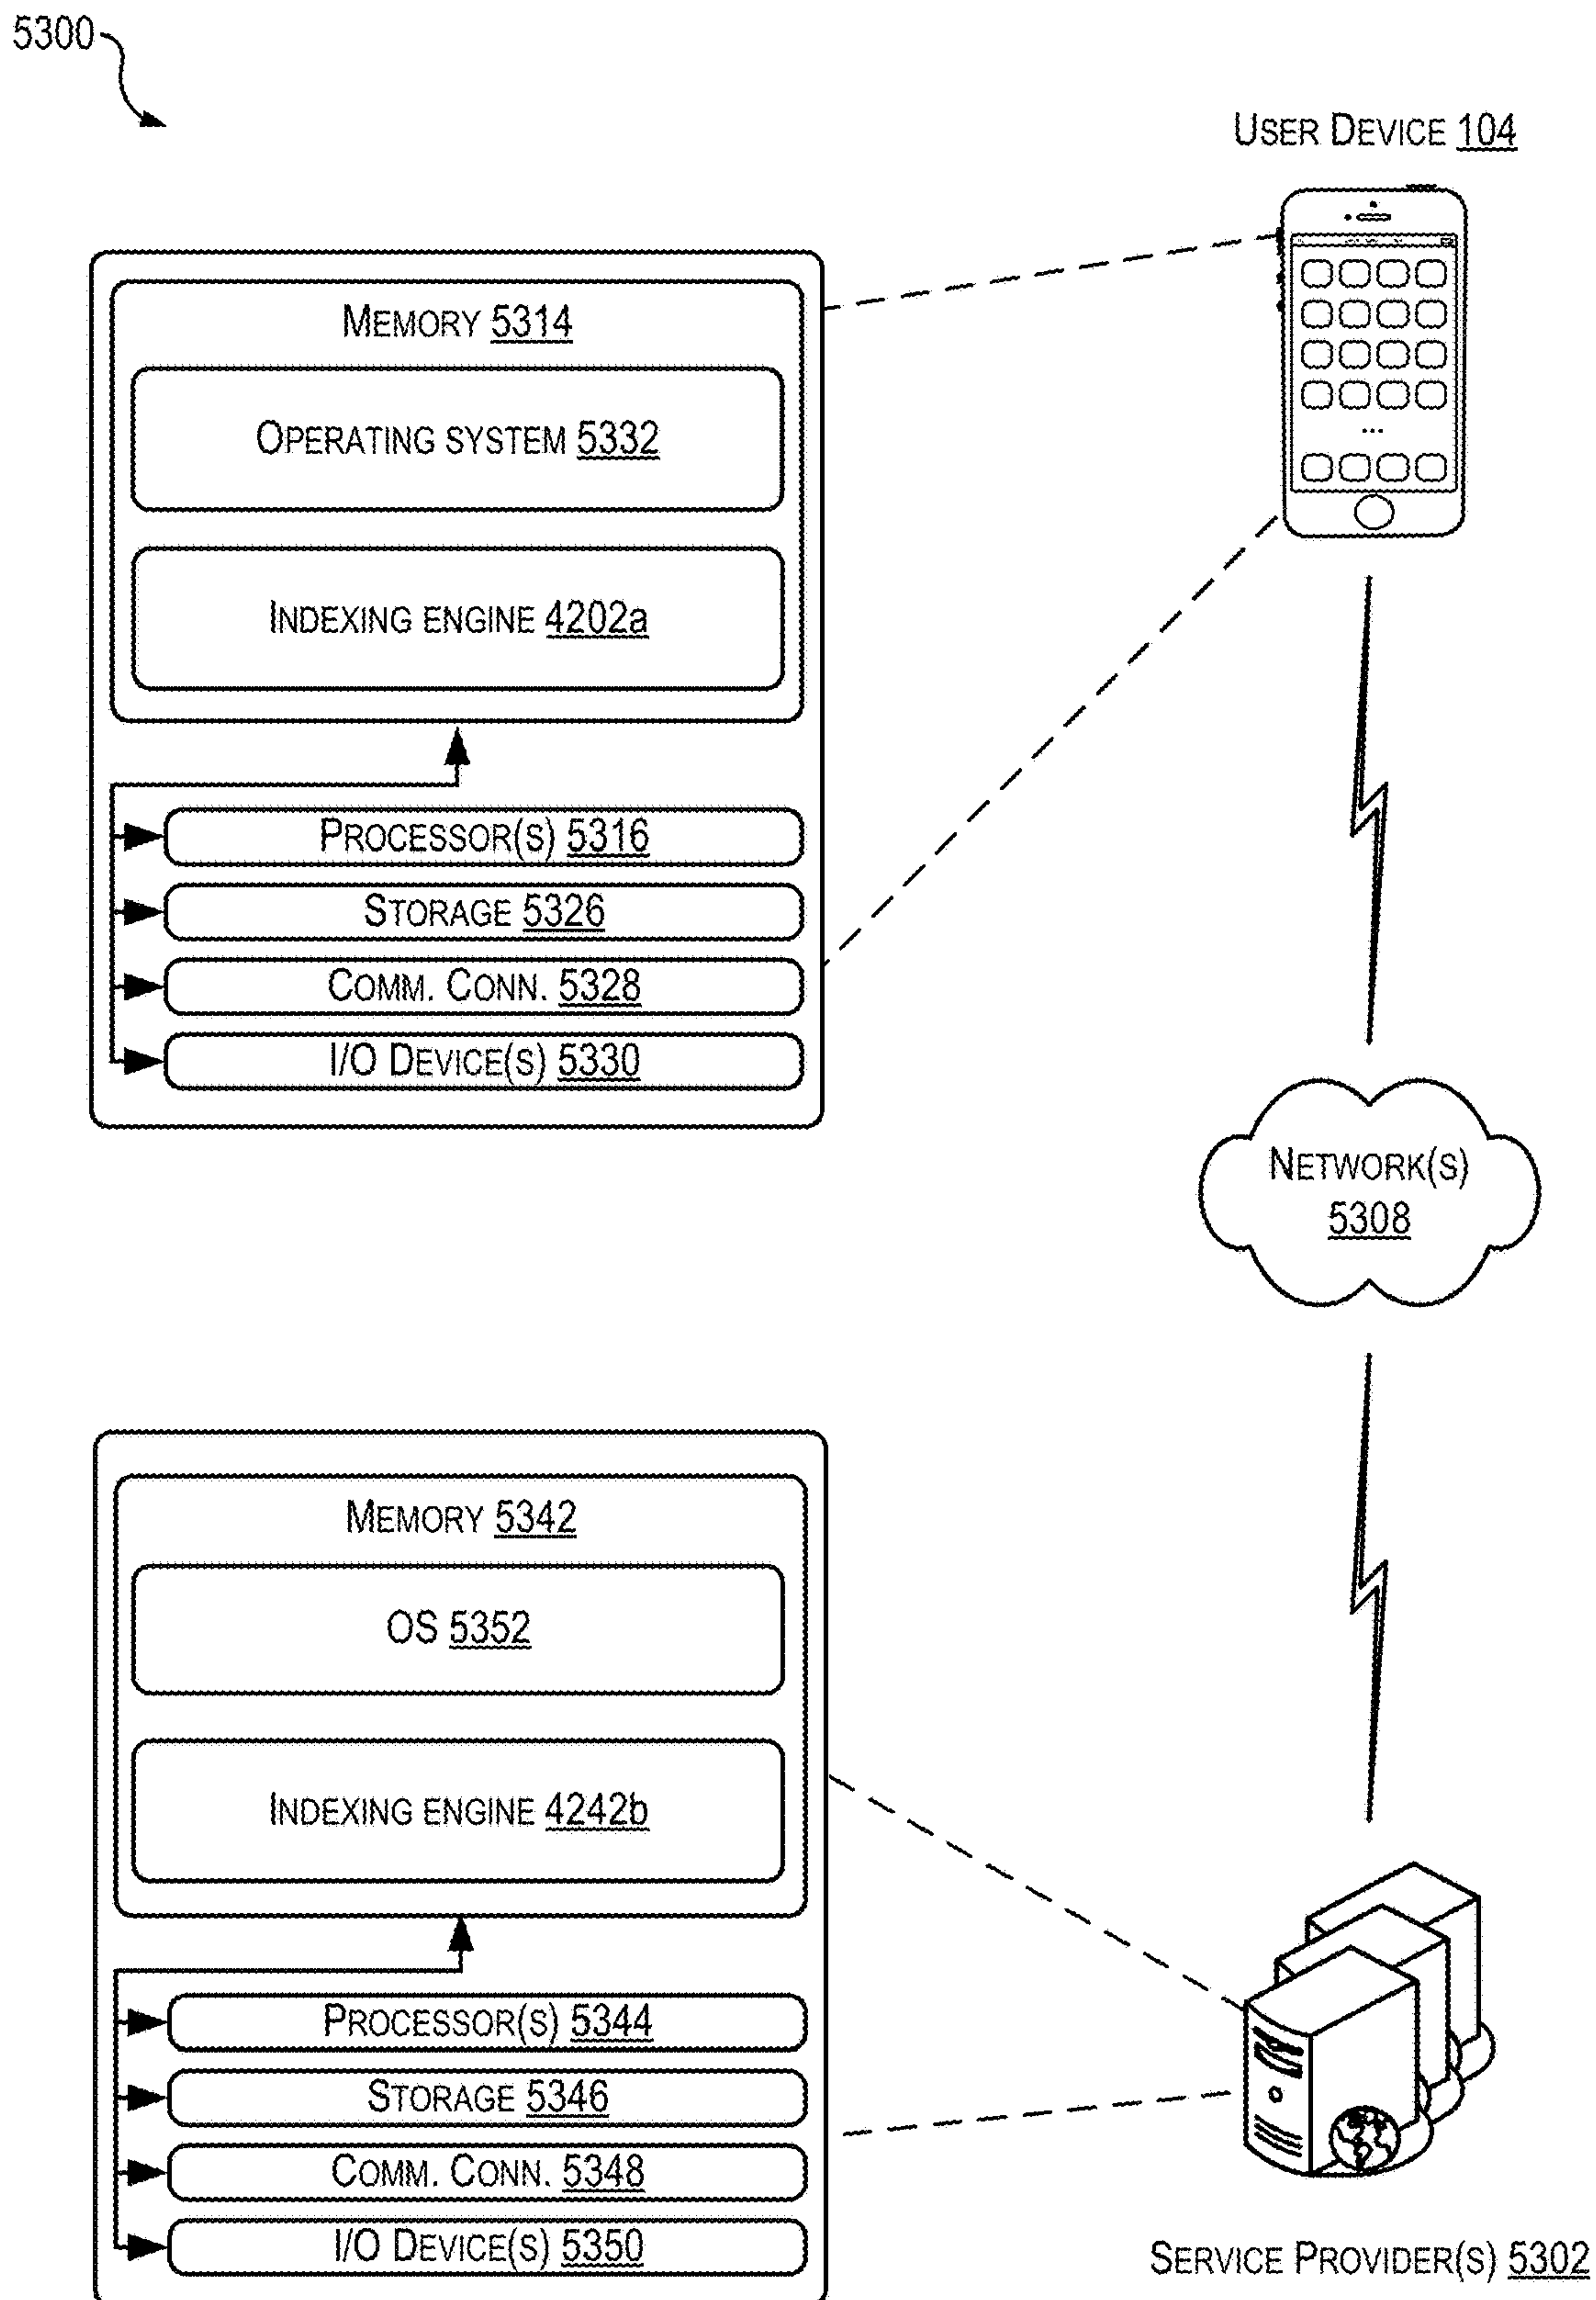 5300
USER DEVICE 104
MEMORY 5314
OPERATING SYSTEM 5332
INDEXING ENGINE 4202a
PROCESSOR(S) 5316
STORAGE 5326
COMM. CONN. 5328
I/O DEVICE(S) 5330
NETWORK(S)
5308
MEMORY 5342
OS 5352
INDEXING ENGINE 4242b
PROCESSOR(S) 5344
STORAGE 5346
COMM. CONN. 5348
I/O DEVICE(S) 5350
SERVICE PROVIDER(S) 5302